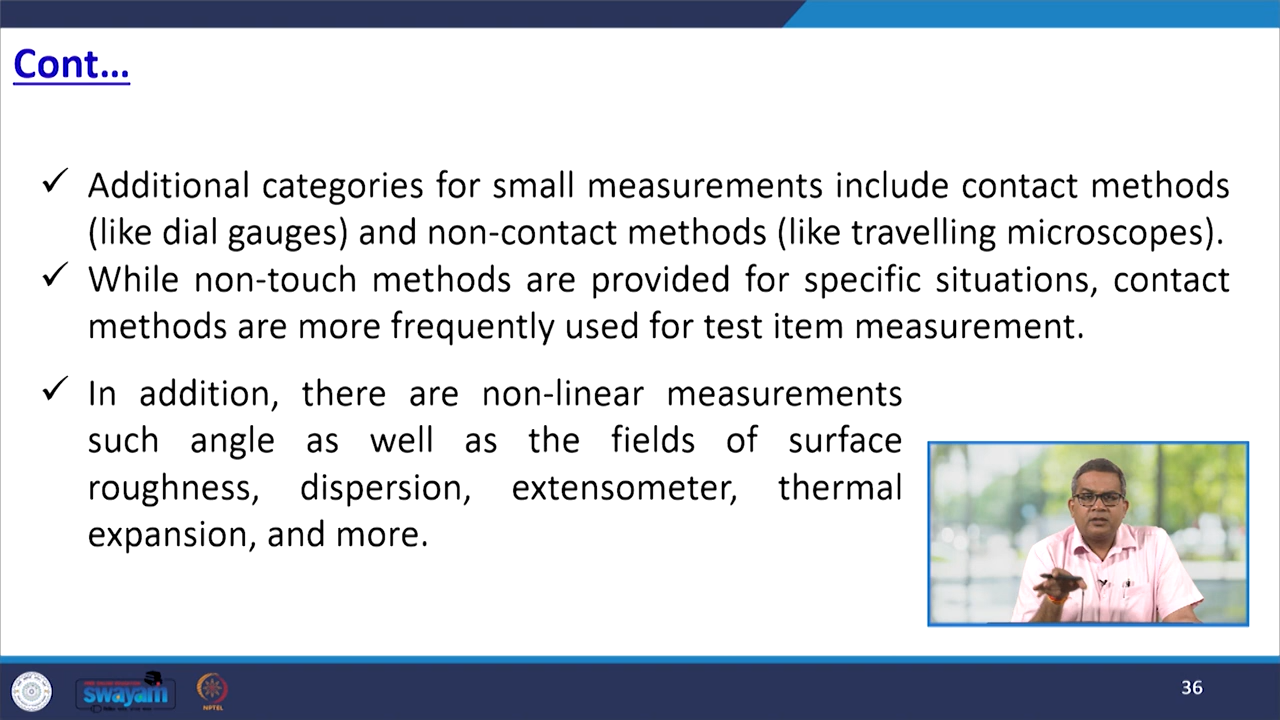 Cont...
✓ Additional categories for small measurements include contact methods
(like dial gauges) and non-contact methods (like travelling microscopes).
✓ While non-touch methods are provided for specific situations, contact
methods are more frequently used for test item measurement.
✓ In addition, there are non-linear measurements
such angle as well as the fields of surface
roughness, dispersion, extensometer, thermal
expansion, and more.
swayam
NPTEL
36